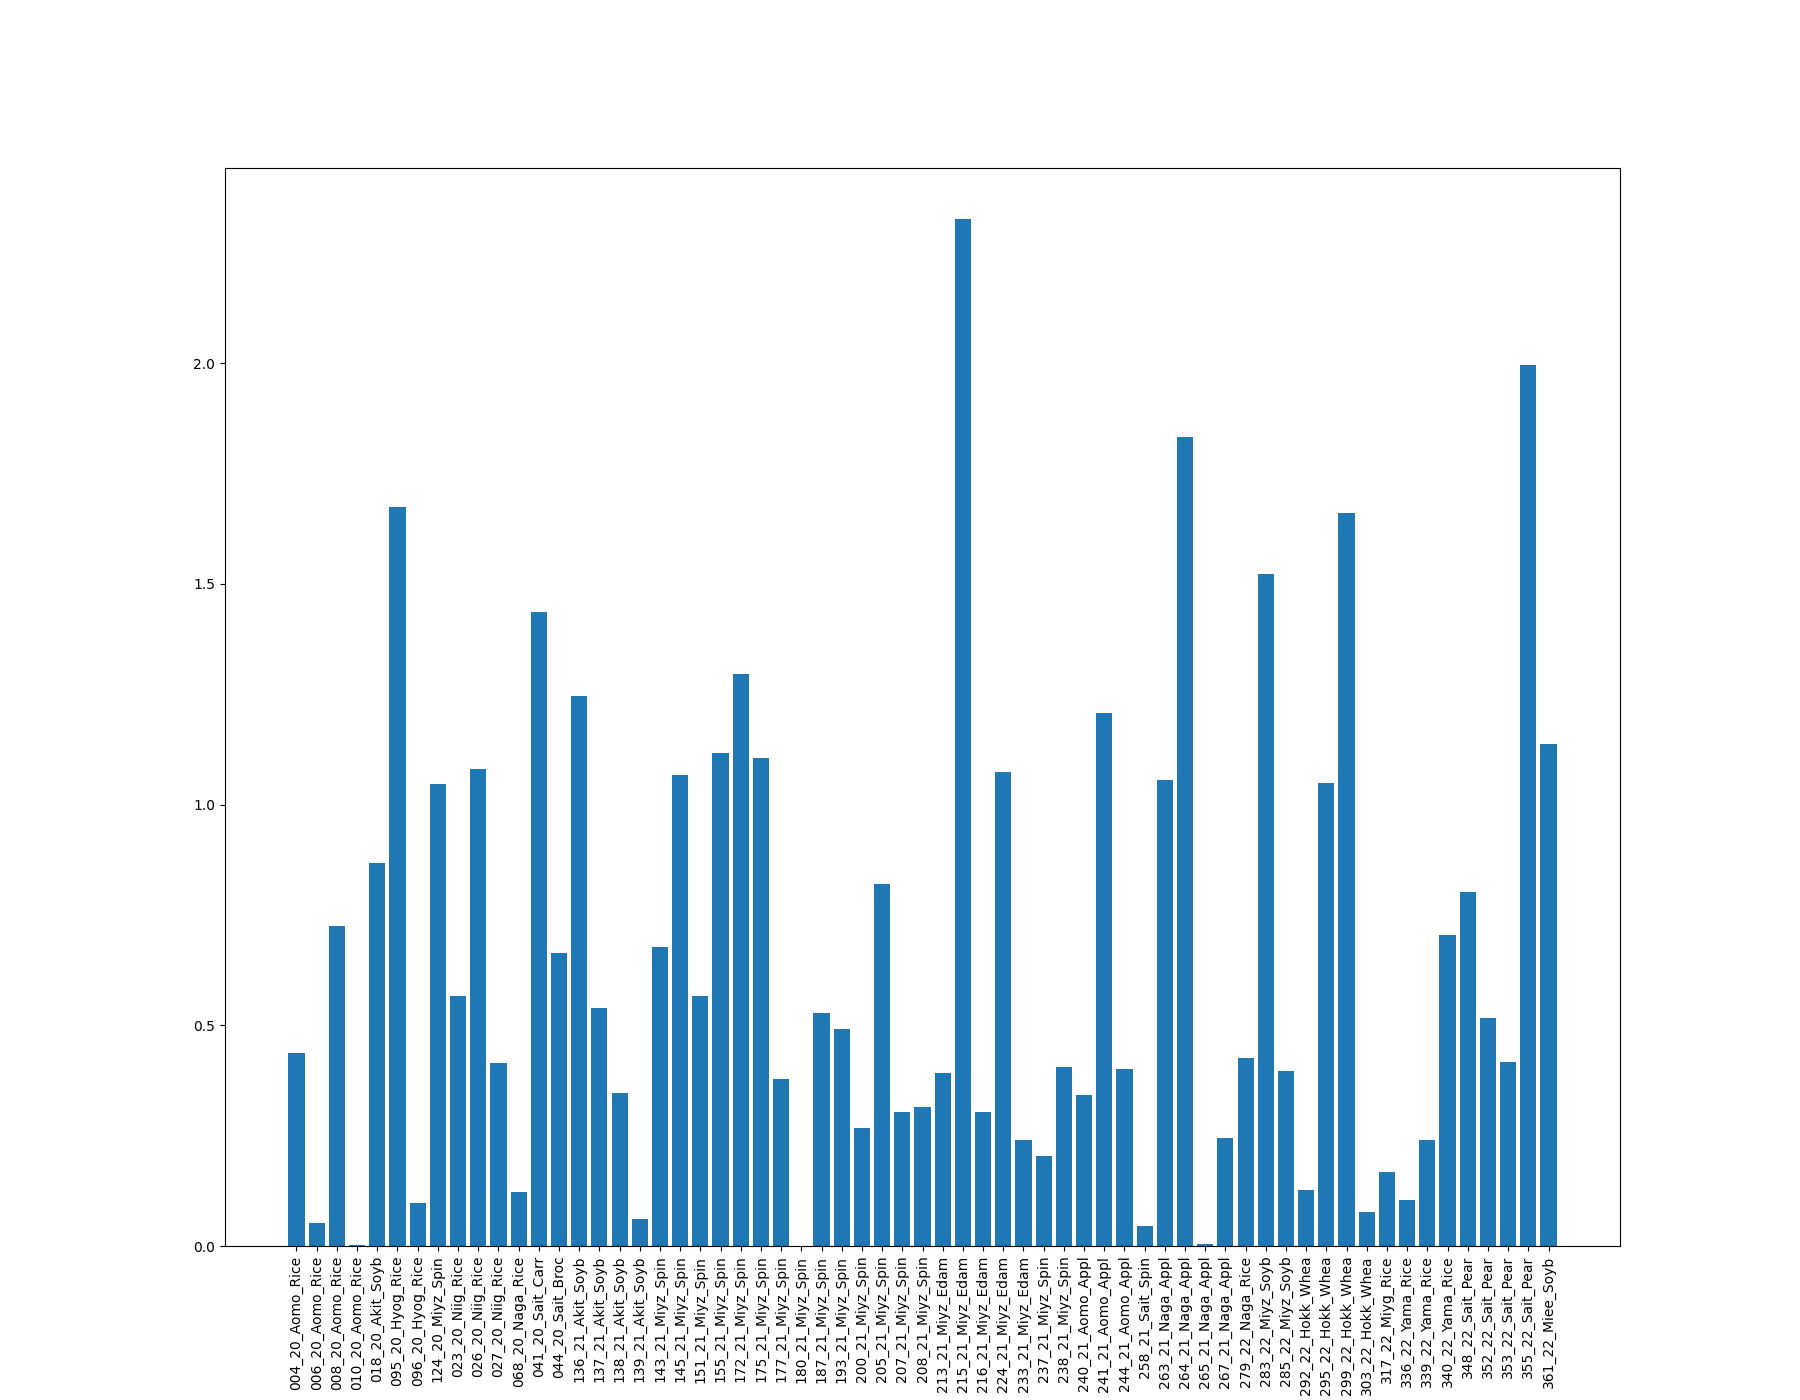 2.0
1.5
1.0
0.5
0.0
004_20_Aomo_Rice
006_20_Aomo_Rice
008_20_Aomo_Rice
010_20_Aomo_Rice
018_20_Akit_Soyb
095_20_Hyog_Rice
096_20_Hyog_Rice
124_20_Miyz_Spin
023_20_Niig_Rice
026_20_Niig_Rice
027_20_Niig_Rice
068_20_Naga_Rice
041_20_Sait_Carr
044_20_Sait_Broc
136_21_Akit_Soyb
137_21_Akit_Soyb
138_21_Akit_Soyb
139_21_Akit_Soyb
143_21_Miyz_Spin
145_21_Miyz_Spin
151_21_Miyz_Spin
155_21_Miyz_Spin
172_21_Miyz_Spin
175_21_Miyz_Spin
177_21_Miyz_Spin
180_21_Miyz_Spin
187_21_Miyz_Spin
193_21_Miyz_Spin
200_21_Miyz_Spin
205_21_Miyz_Spin
207_21_Miyz_Spin
208_21_Miyz_Spin
213_21_Miyz_Edam
215_21_Miyz_Edam
216_21_Miyz_Edam
224_21_Miyz_Edam
233_21_Miyz_Edam
237_21_Miyz_Spin
238_21_Miyz_Spin
240_21_Aomo_Appl
241_21_Aomo_Appl
244_21_Aomo_Appl
258_21_Sait_Spin
263_21_Naga_Appl
264_21_Naga_Appl
265_21_Naga_Appl
267_21_Naga_Appl
279_22_Naga_Rice
283_22_Miyz_Soyb
285_22_Miyz_Soyb
292_22_Hokk_Whea
295_22_Hokk_Whea
299_22_Hokk_Whea
303_22_Hokk_Whea
317_22_Miyg_Rice
336_22_Yama_Rice
339_22_Yama_Rice
340_22_Yama_Rice
348_22_Sait_Pear
352_22_Sait_Pear
353_22_Sait_Pear
355_22_Sait_Pear
361_22_Miee_Soyb